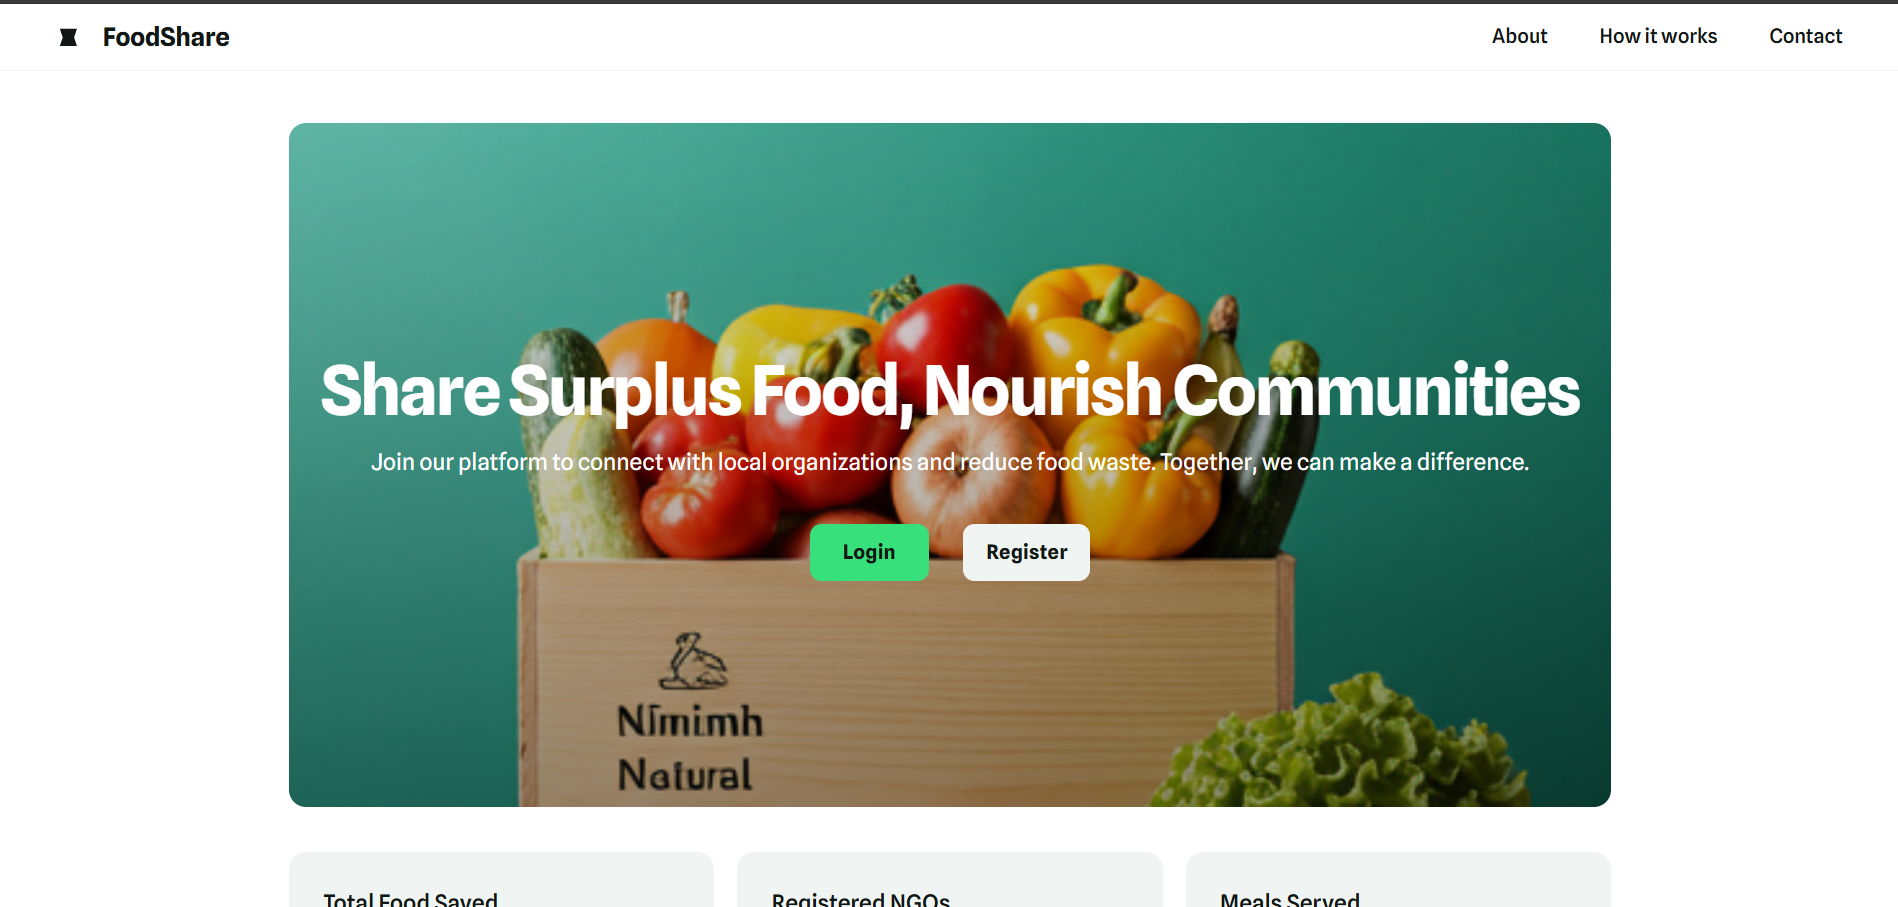 FoodShare
About
How it works
Contact
Share Surplus Food, Nourish Communities
Join our platform to connect with local organizations and reduce food waste. Together, we can make a difference.
Login
Register
Natural
Total Food Saved
Registered NGOs
Meals Served